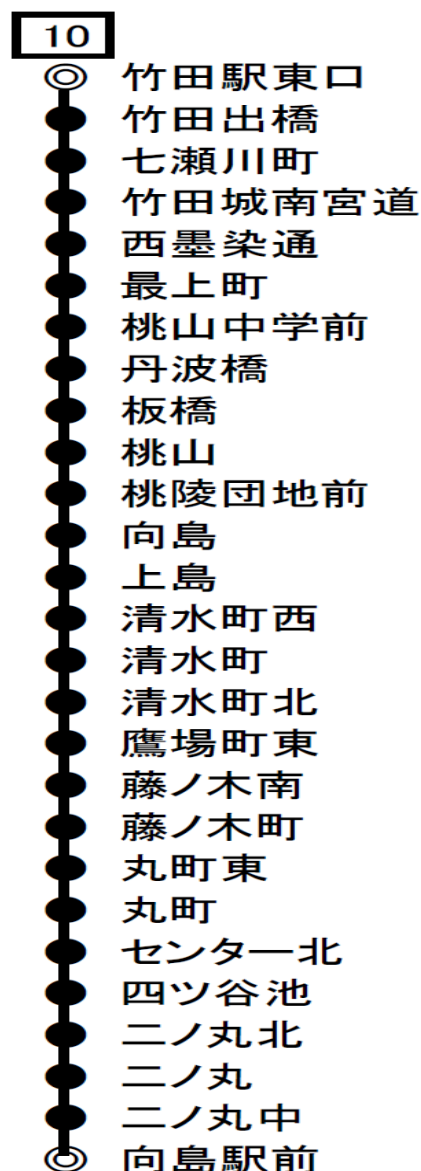 10
竹田駅東口
竹田出橋
七瀬川町
竹田城南宮道
西墨染通
最上町
桃山中学前
丹波橋
板橋
桃山
桃陵団地前
向島
上島
清水町西
清水町
清水町北
鷹場町東
藤ノ木南
藤ノ木町
丸町東
丸町
センター北
四ツ谷池
二ノ丸北
二ノ丸
二ノ丸中
向島駅前